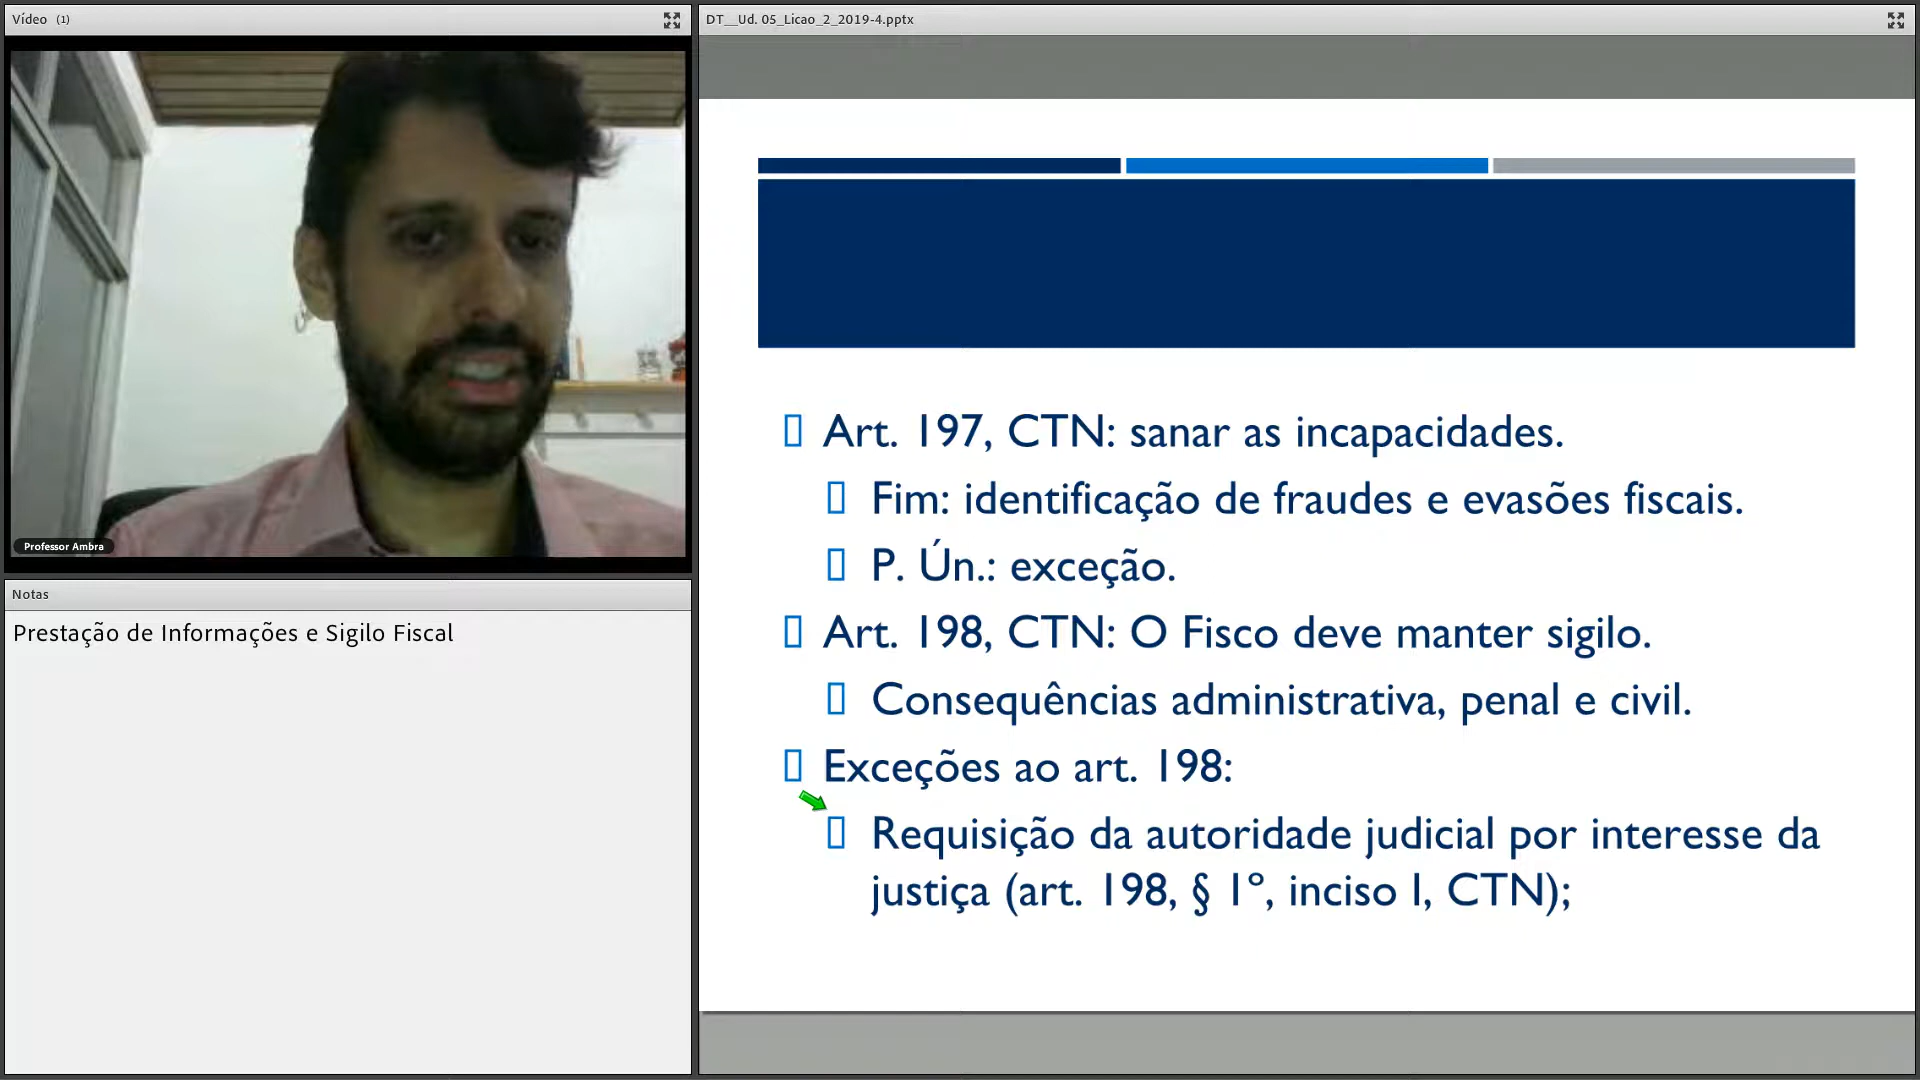 Vídeo (1)
Professor Ambra
Notas
Prestação de Informações e Sigilo Fiscal
DT__Ud. 05_Licao_2_2019-4.pptx
Art. 197, CTN: sanar as incapacidades.
Fim: identificação de fraudes e evasões fiscais.
P. Ún.: exceção.
Art. 198, CTN: O Fisco deve manter sigilo.
Consequências administrativa, penal e civil.
Exceções ao art. 198:
Requisição da autoridade judicial por interesse da
justiça (art. 198, § 1º, inciso I, CTN);